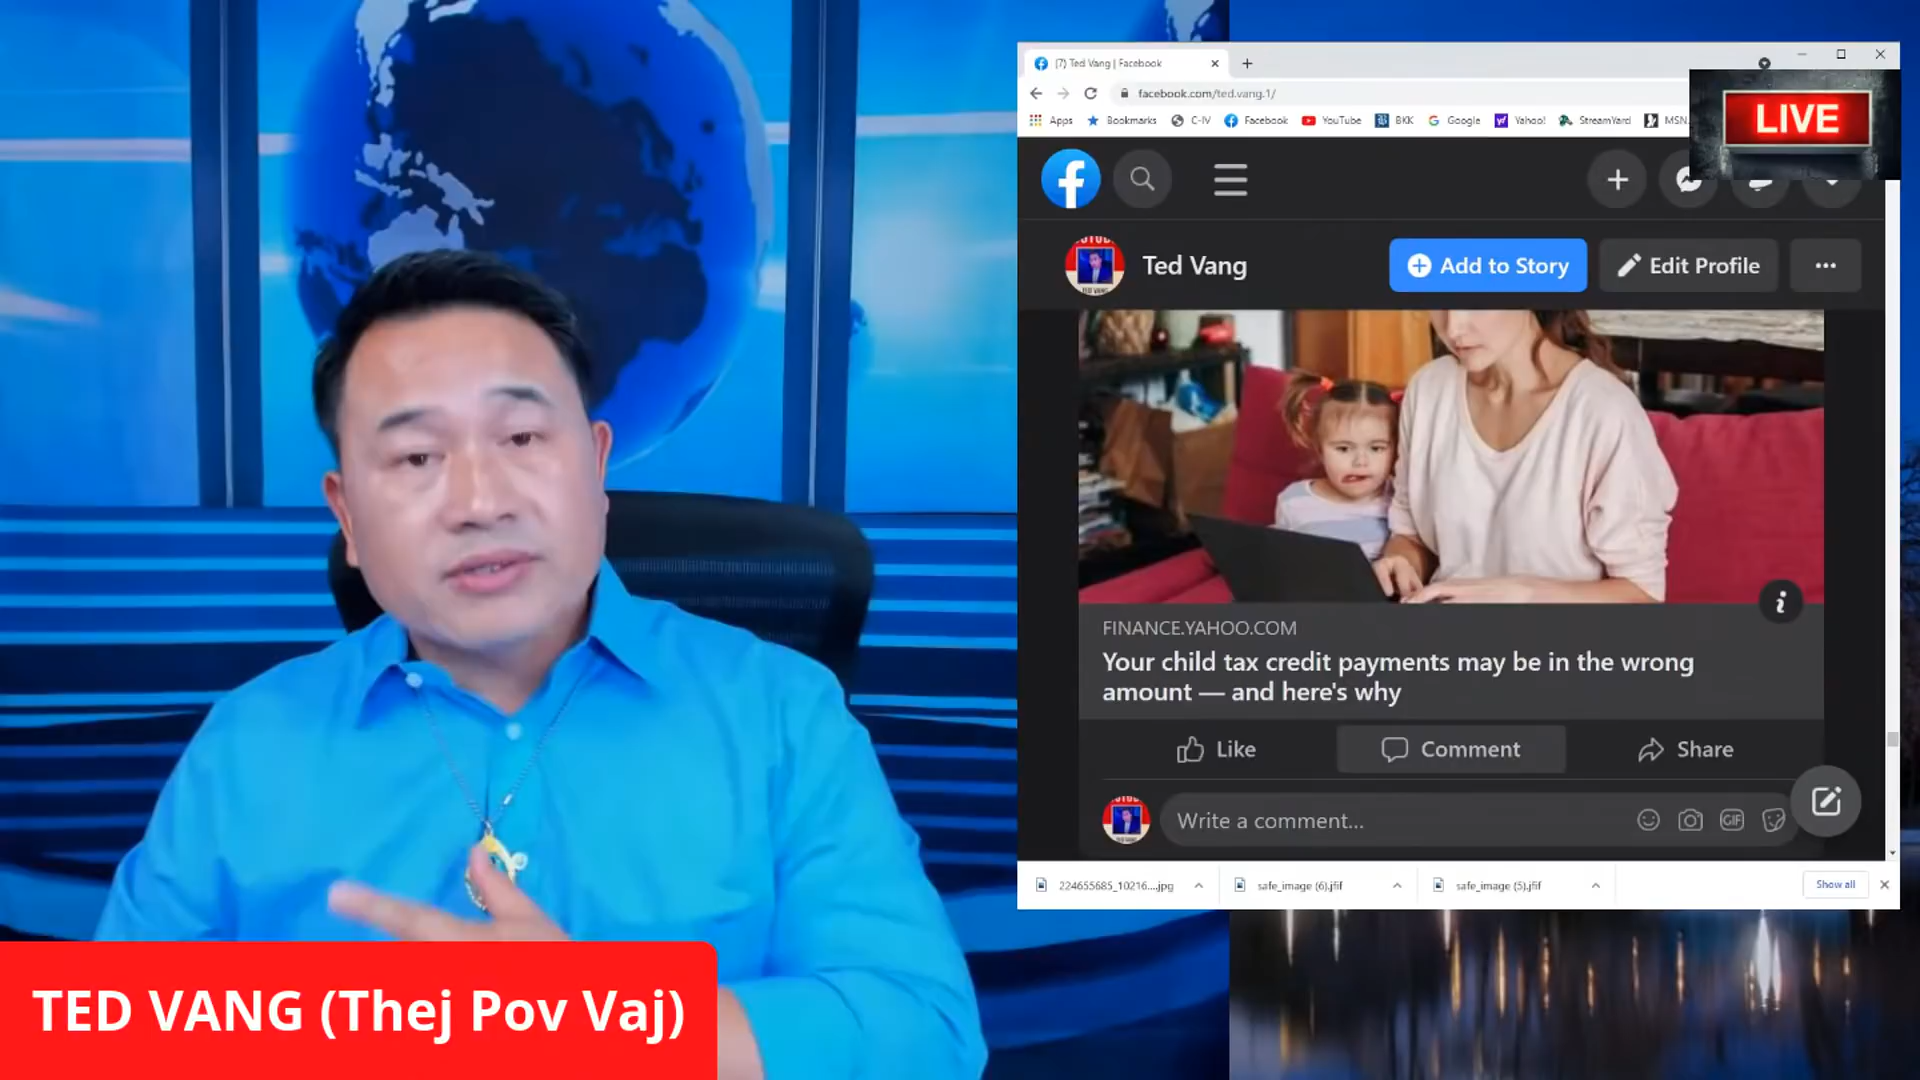 (7) Ted Vang | Facebook
facebook.com/ted.vang.1/
Apps Bookmarks C-IV Facebook YouTube BKK Google Yahoo! StreamYard MSN
LIVE
Ted Vang
Add to Story
Edit Profile
FINANCE.YAHOO.COM
Your child tax credit payments may be in the wrong
amount — and here's why
Like
Comment
Share
Write a comment...
GIF
224655685_10216....jpg
safe_image (6).jfif
safe_image (5).jfif
Show all
TED VANG (Thej Pov Vaj)